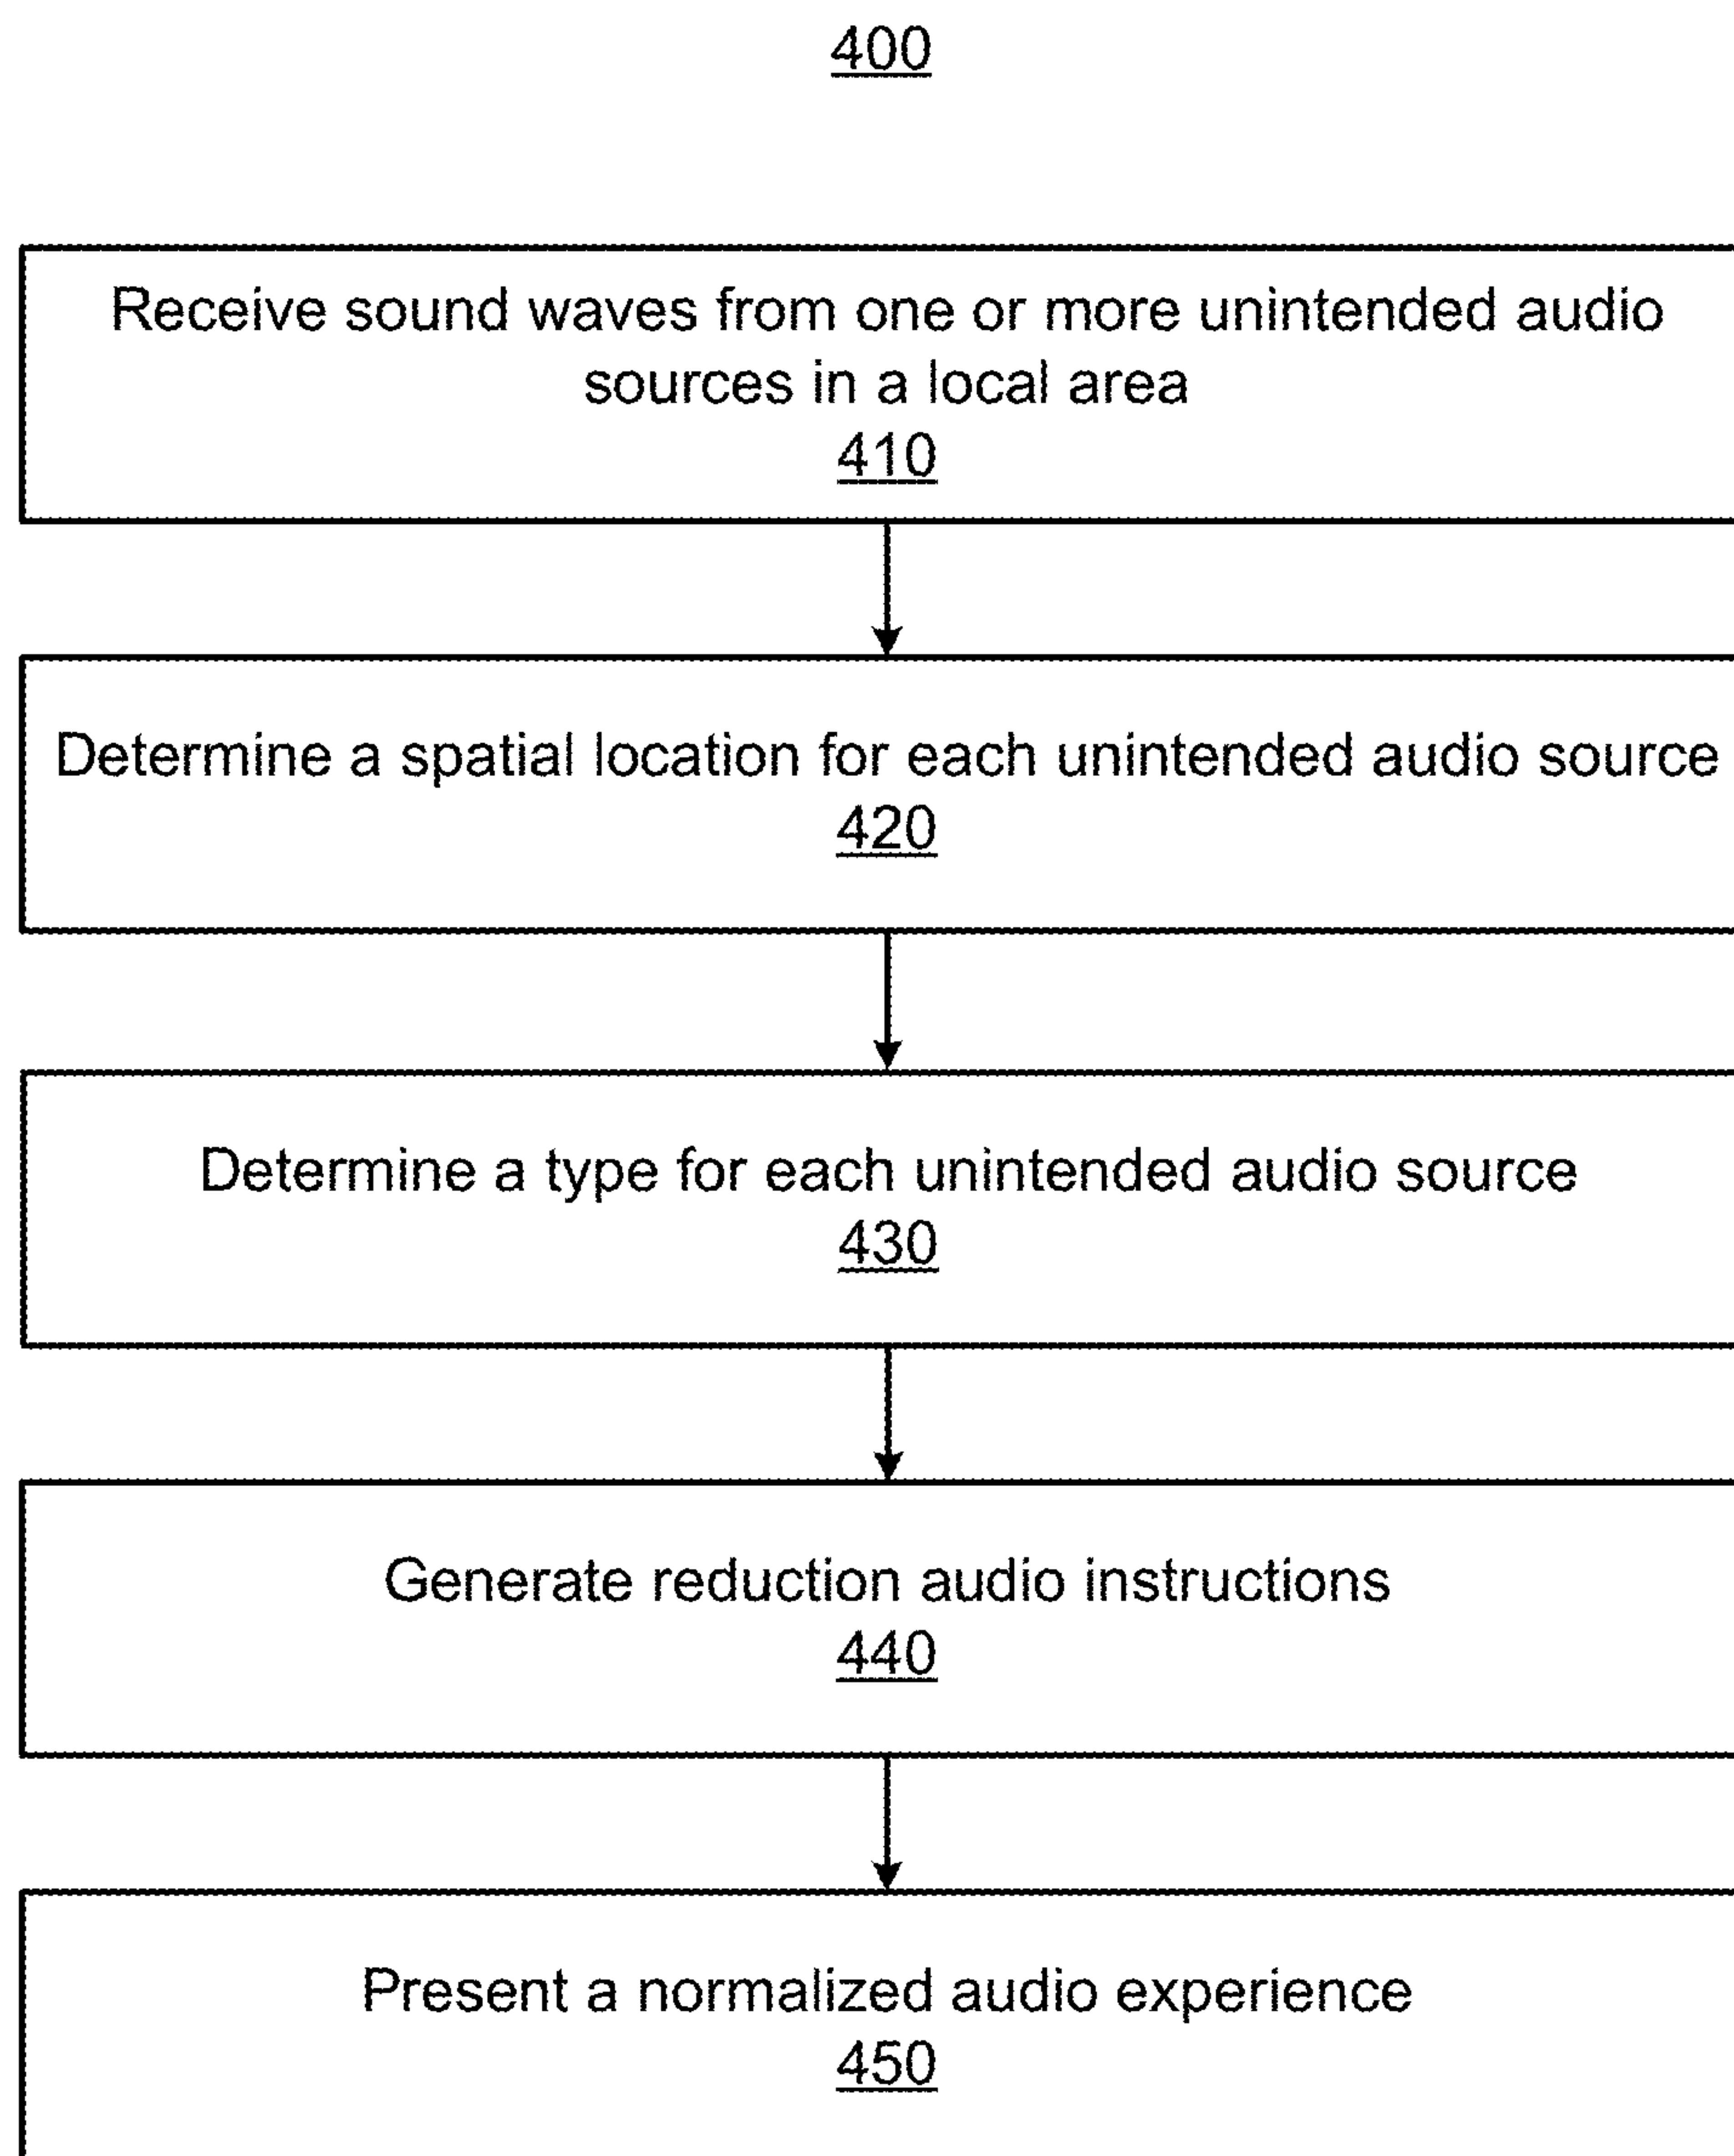 400
Receive sound waves from one or more unintended audio
sources in a local area
410
Determine a spatial location for each unintended audio source
420
Determine a type for each unintended audio source
430
Generate reduction audio instructions
440
Present a normalized audio experience
450